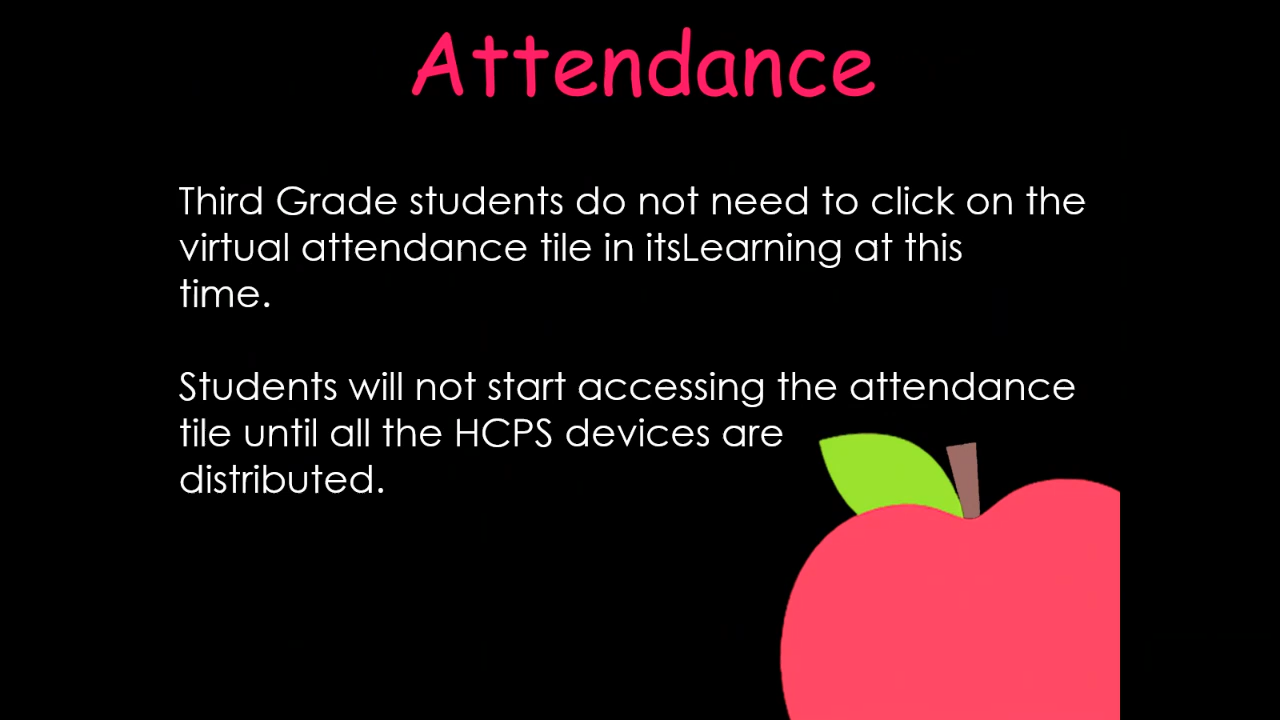 Attendance
Third Grade students do not need to click on the
virtual attendance tile in itsLearning at this
time.
Students will not start accessing the attendance
tile until all the HCPS devices are
distributed.